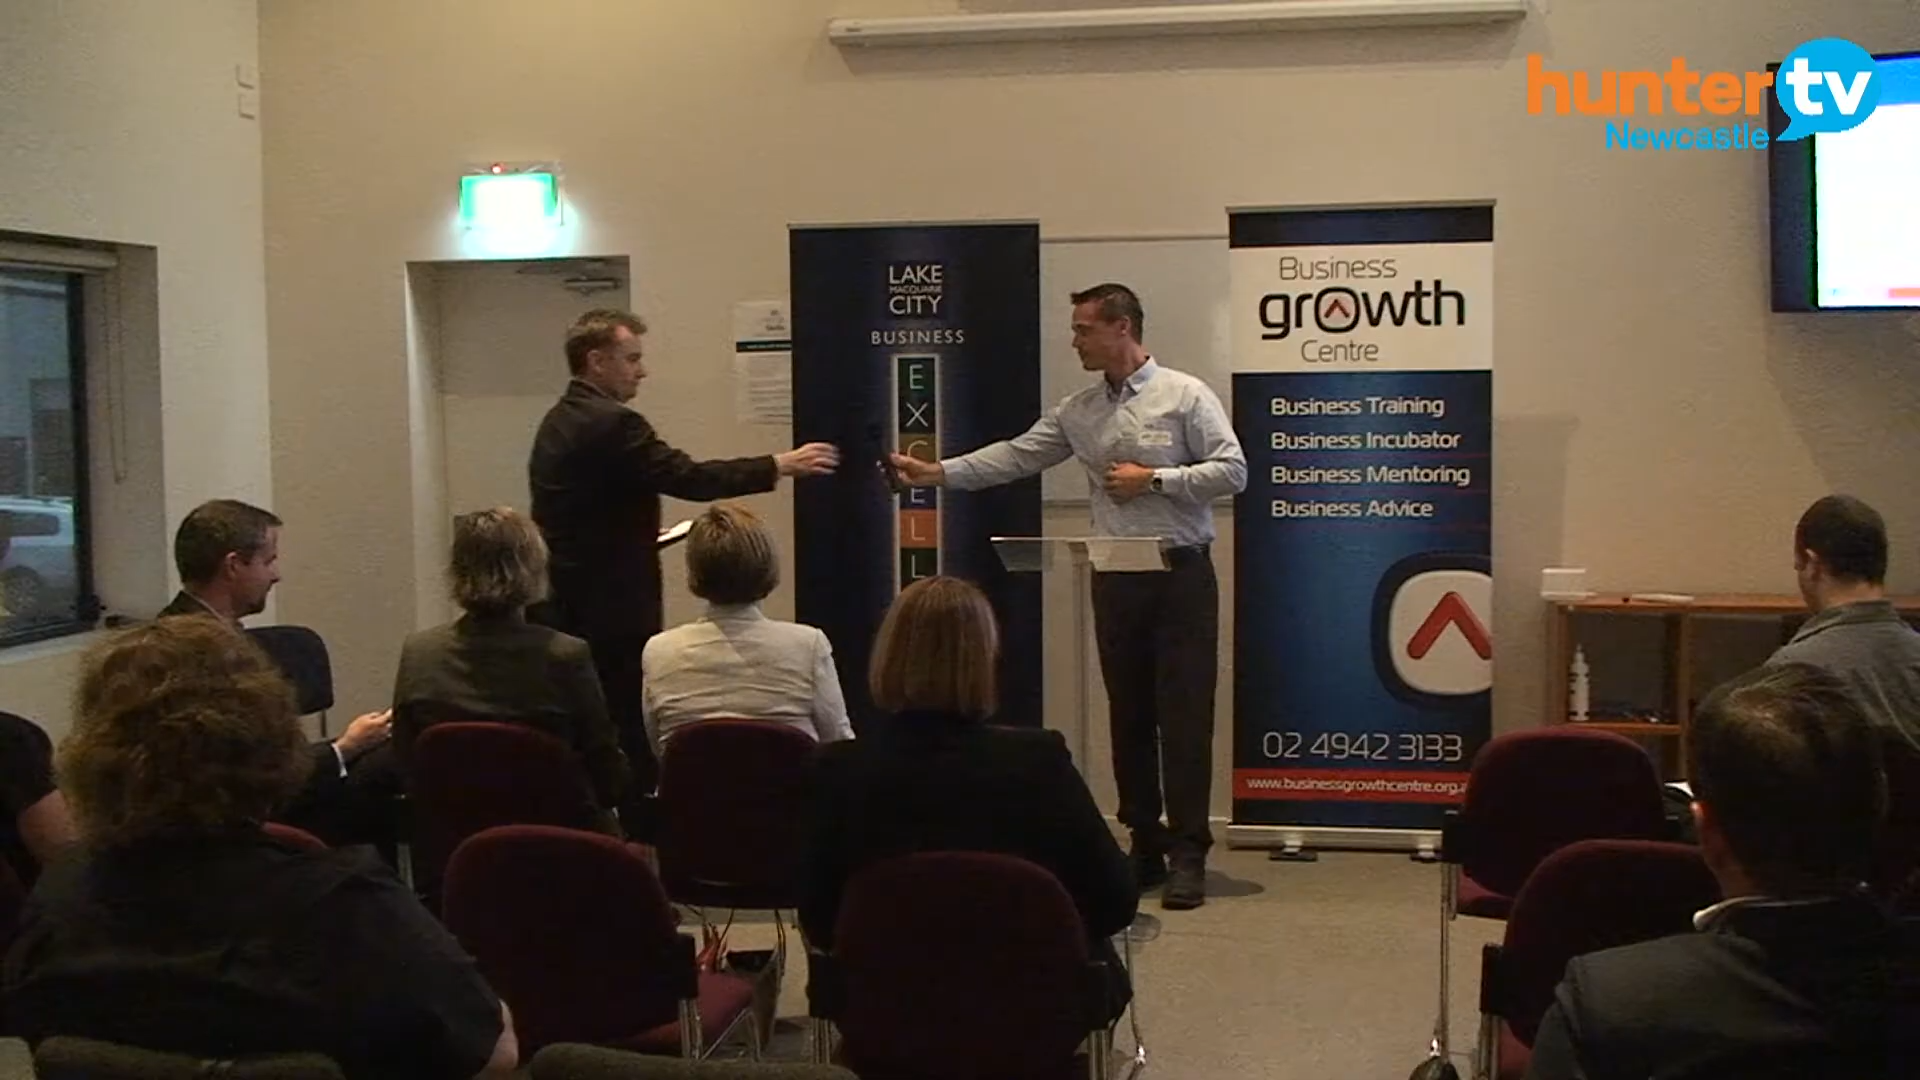 hunter tv
Newcastle
LAKE
MACQUARIE
CITY
BUSINESS
EXCELL
Business
growth
Centre
Business Training
Business Incubator
Business Mentoring
Business Advice
02 4942 3133
www.businessgrowthcentre.org.a